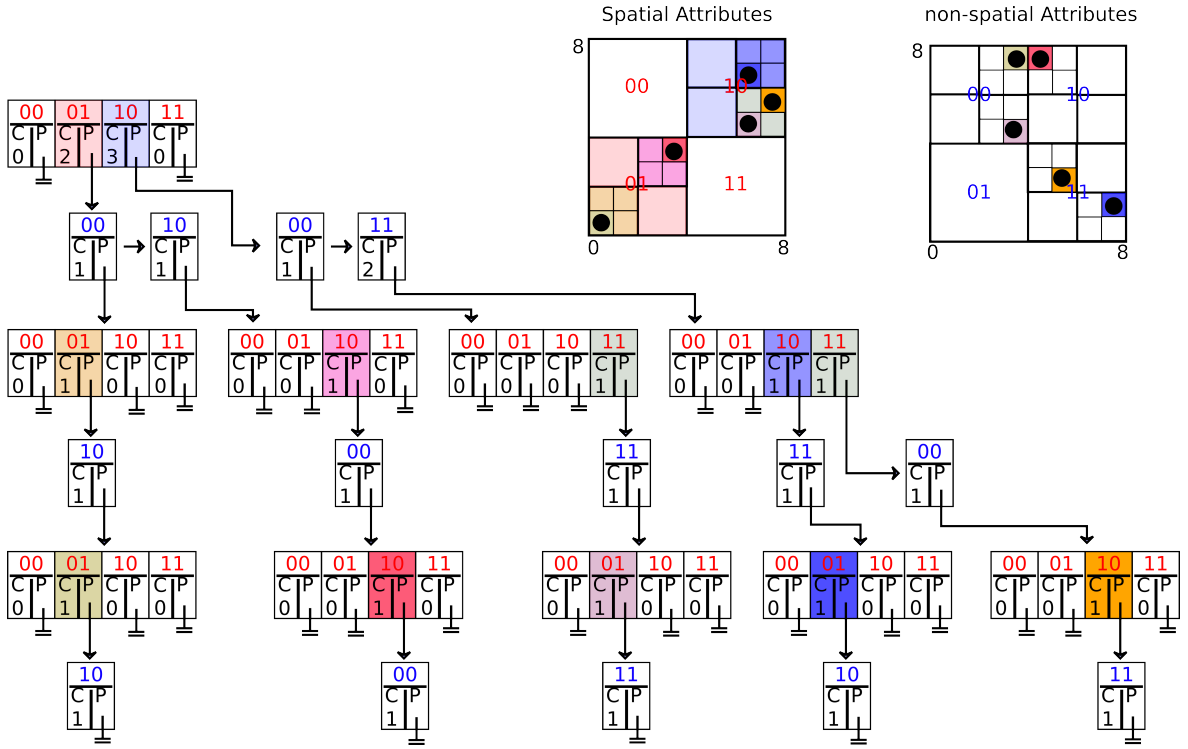 Spatial Attributes
non-spatial Attributes
8
00 10
01 11
0 8
8
00 10
01 11
0 8
00 01 10 11
C P C P C P C P
0 2 3 0
00 10 00 11
C P C P C P C P
1 1 1 2
00 01 10 11 00 01 10 11 00 01 10 11 00 01 10 11
C P C P C P C P C P C P C P C P C P C P C P C P C P C P C P C P
0 1 0 0 0 0 1 0 0 0 0 1 0 0 1 1
10 00 11 11 00
C P C P C P C P C P
1 1 1 1 1
00 01 10 11 00 01 10 11 00 01 10 11 00 01 10 11 00 01 10 11
C P C P C P C P C P C P C P C P C P C P C P C P C P C P C P C P C P C P C P C P
0 1 0 0 0 0 1 0 0 1 0 0 0 1 0 0 0 0 1 0
10 00 11 10 11
C P C P C P C P C P
1 1 1 1 1